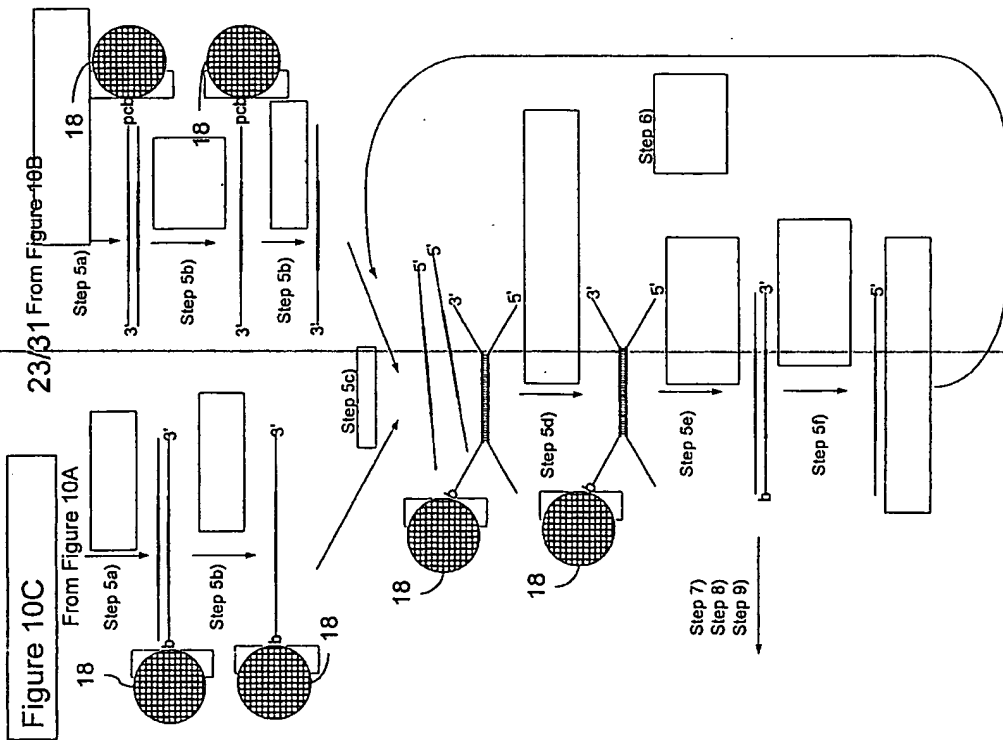 Figure 10C
23/31
From Figure 10A
Step 5a)
18
b
3'
Step 5b)
18
b
3'
From Figure 10B
Step 5a)
18
3'
pcb
Step 5b)
18
3'
pcb
Step 5b)
3'
Step 5c)
5'
5'
3'
b
5'
18
Step 5d)
3'
b
5'
18
Step 5e)
Step 6)
b
3'
Step 7)
Step 8)
Step 9)
Step 5f)
5'